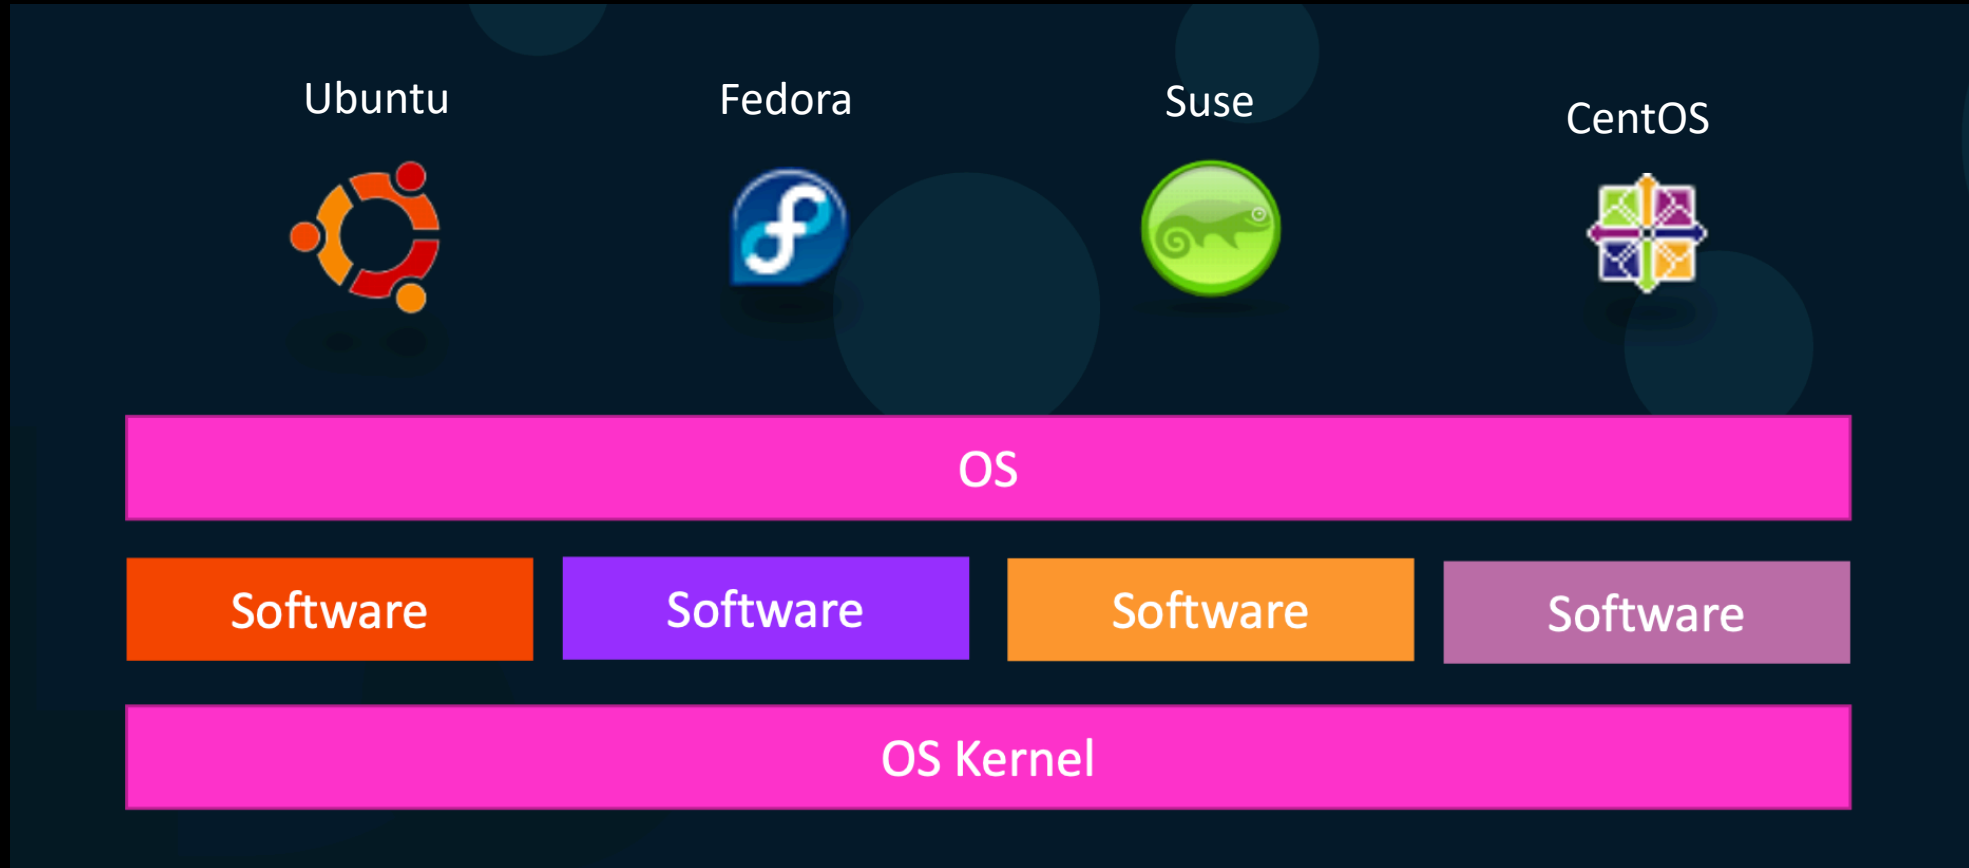 Ubuntu
Fedora
Suse
CentOS
OS
Software
Software
Software
Software
OS Kernel